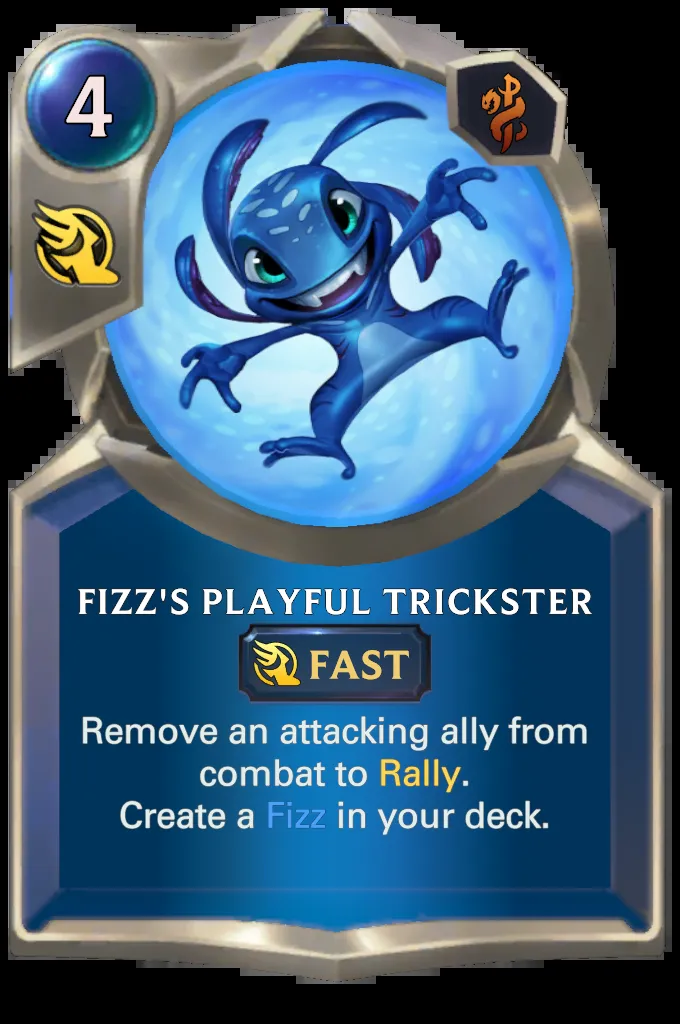 4
FIZZ'S PLAYFUL TRICKSTER
FAST
Remove an attacking ally from
combat to Rally.
Create a Fizz in your deck.